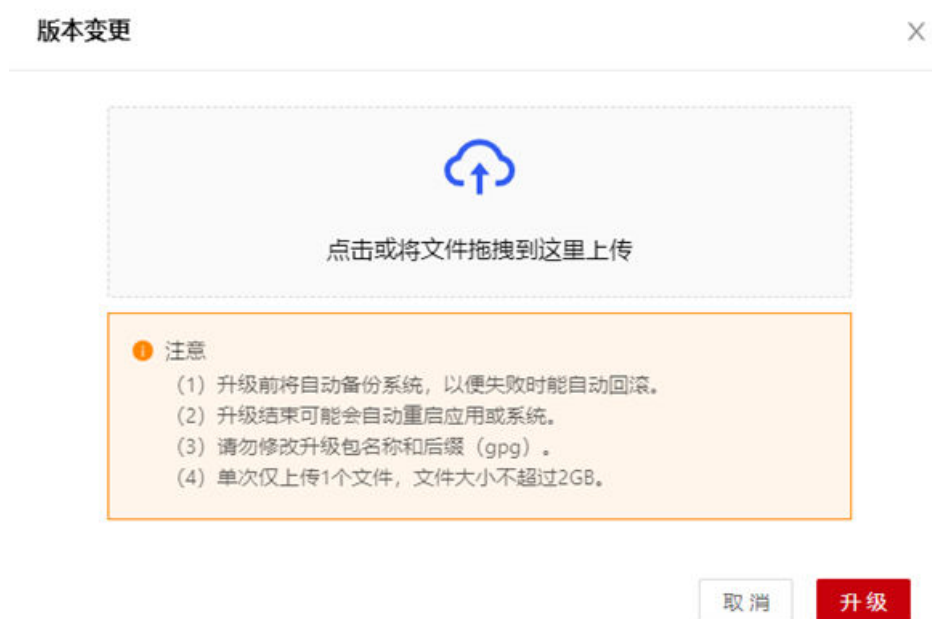 版本变更
点击或将文件拖拽到这里上传
注意
(1) 升级前将自动备份系统，以便失败时能自动回滚。
(2) 升级结束可能会自动重启应用或系统。
(3) 请勿修改升级包名称和后缀（gpg）.
(4) 单次仅上传1个文件，文件大小不超过2GB。
取消
升级